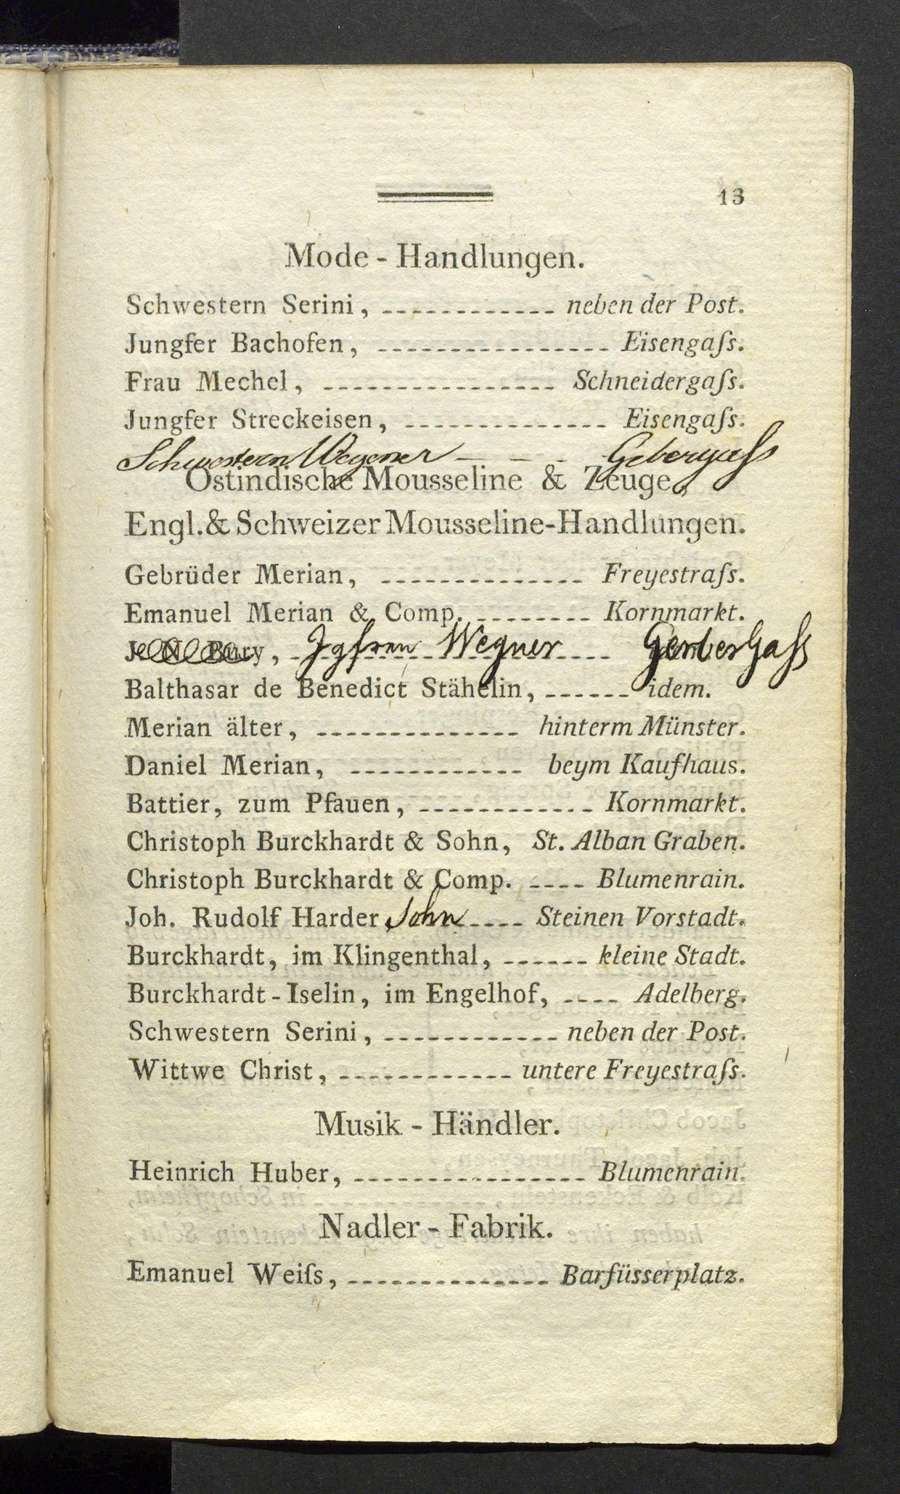 13
Mode - Handlungen.
Schwestern Serini, neben der Post.
Jungfer Bachofen, Eisengaſs.
Frau Mechel, Schneidergaſs.
Jungfer Streckeisen, Eisengaſs.
Schwestern Wegener — — — Gebergaſs
Ostindische Mousseline & Zeuge,
Engl. & Schweizer Mousseline-Handlungen.
Gebrüder Merian, Freyestraſs.
Emanuel Merian & Comp. Kornmarkt.
Bury, Jgfren Wegner GerberGaſs
Balthasar de Benedict Stähelin, idem.
Merian älter, hinterm Münster.
Daniel Merian, beym Kaufhaus.
Battier, zum Pfauen, Kornmarkt.
Christoph Burckhardt & Sohn, St. Alban Graben.
Christoph Burckhardt & Comp. Blumenrain.
Joh. Rudolf Harder Sohn Steinen Vorstadt.
Burckhardt, im Klingenthal, kleine Stadt.
Burckhardt-Iselin, im Engelhof, Adelberg.
Schwestern Serini, neben der Post.
Wittwe Christ, untere Freyestraſs.
Musik - Händler.
Heinrich Huber, Blumenrain.
Nadler - Fabrik.
Emanuel Weiſs, Barfüsserplatz.